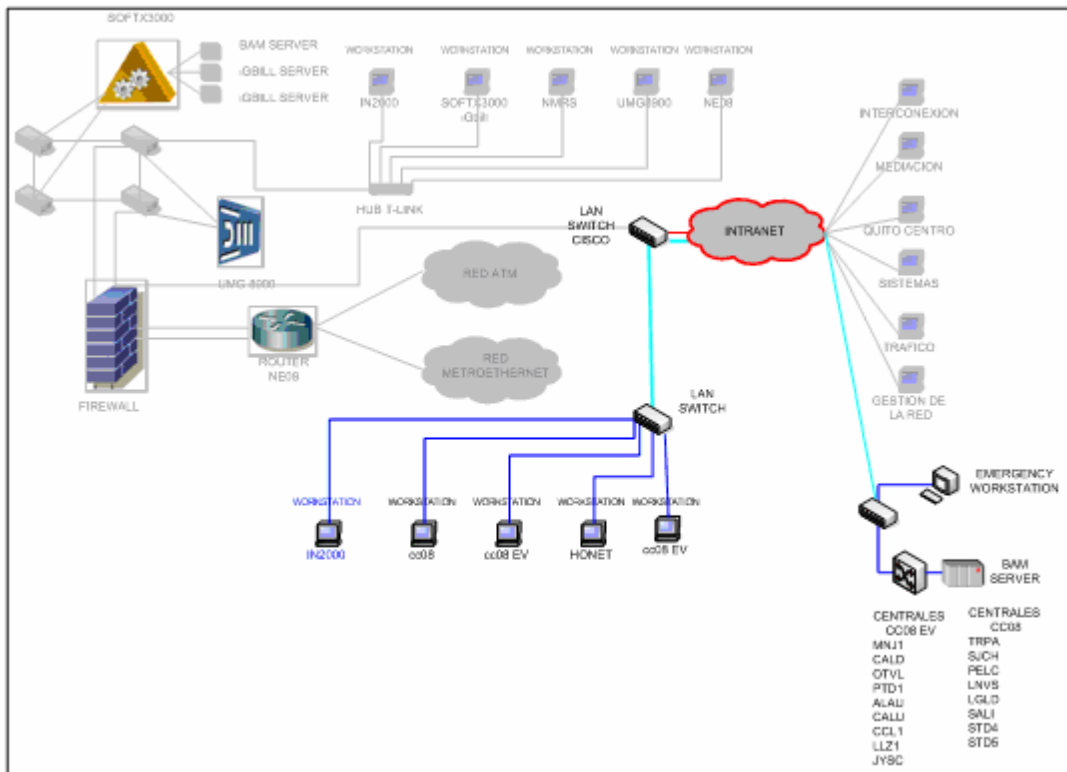 SOFTX3000
BAM SERVER
iGBILL SERVER
iGBILL SERVER
WORKSTATION
IN2000
WORKSTATION
SOFTX3000
iGbill
WORKSTATION
NMRS
WORKSTATION
UMG8900
WORKSTATION
NE08
HUB T-LINK
UMG 8900
FIREWALL
ROUTER
NE08
RED ATM
RED
METROETHERNET
LAN
SWITCH
CISCO
INTRANET
INTERCONEXION
MEDIACION
QUITO CENTRO
SISTEMAS
TRAFICO
GESTION DE
LA RED
LAN
SWITCH
WORKSTATION
IN2000
WORKSTATION
cc08
WORKSTATION
cc08 EV
WORKSTATION
HONET
WORKSTATION
cc08 EV
EMERGENCY
WORKSTATION
BAM
SERVER
CENTRALES
CC08 EV
MNJ1
CALD
OTVL
PTD1
ALAU
CALU
CCL1
LLZ1
JYSC
CENTRALES
CC08
TRPA
SJCH
PELC
LNVS
LGLD
SALI
STD4
STD5